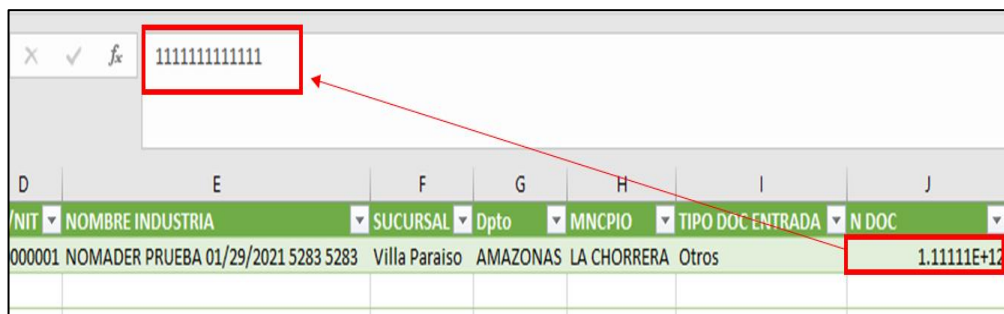 fx 1111111111111
D E F G H I J
/NIT NOMBRE INDUSTRIA SUCURSAL Dpto MNCPIO TIPO DOC ENTRADA N DOC
000001 NOMADER PRUEBA 01/29/2021 5283 5283 Villa Paraiso AMAZONAS LA CHORRERA Otros 1.11111E+12